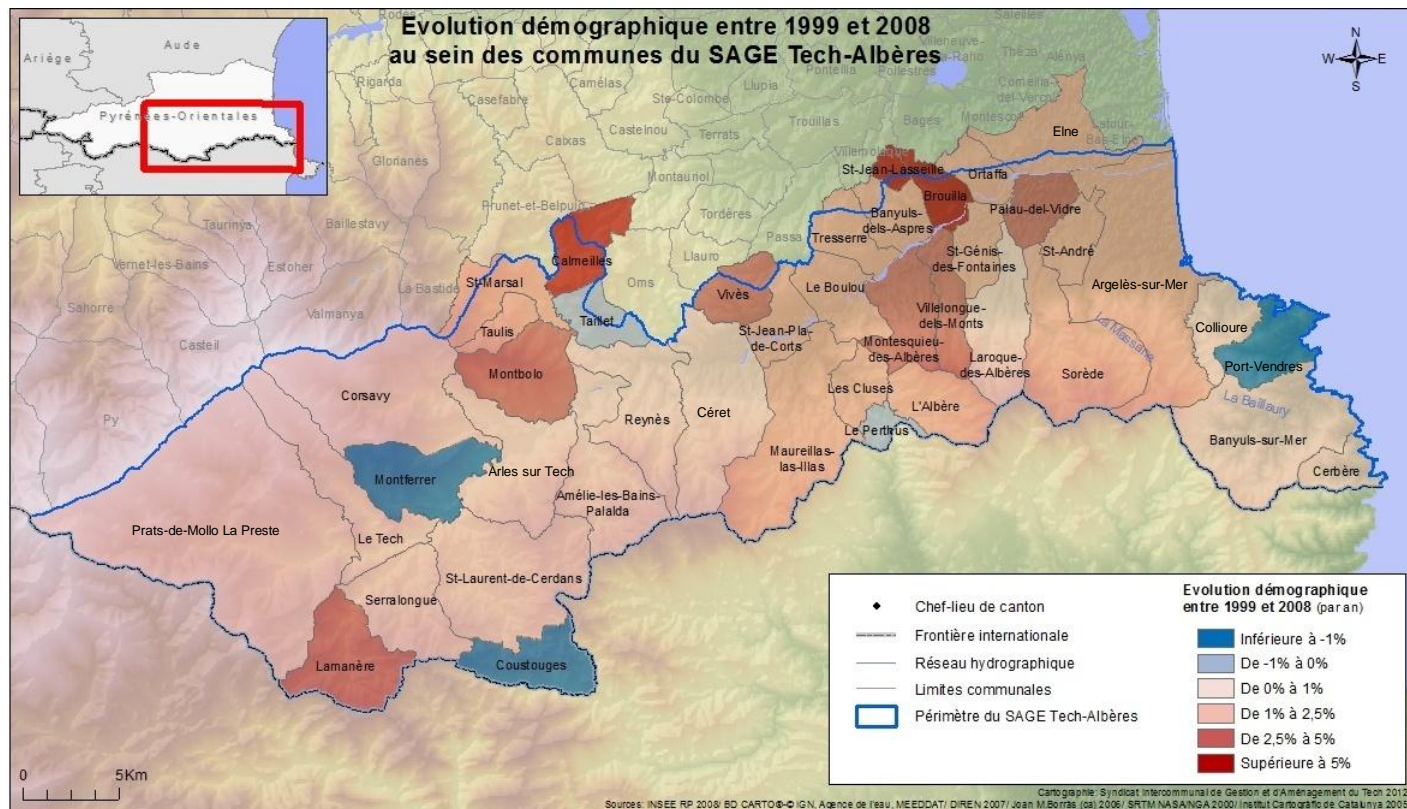 Evolution démographique entre 1999 et 2008
au sein des communes du SAGE Tech-Albères
Ariège
Aude
Pyrénées-Orientales
N
W
E
S
Rigarda
Casefabre
Camélas
Llupia
Ponteilla
Pollestres
Théza
Saleilles
Alénya
Corneilla-
del-Vercol
Ste-Colombe
Castelnou
Caixas
Terrats
Trouillas
Bages
Montescot
Elne
Latour-
Bas-Elne
Glorianes
Montauriol
Villemolaque
St-Jean-Lasseille
Ortaffa
Brouilla
Palau-del-Vidre
Prunet-et-Belpuig
Tordères
Passa
Banyuls-
dels-Aspres
Tresserre
St-Génis-
des-Fontaines
St-André
Taurinya
Baillestavy
Vernet-les-Bains
Estoher
Calmeilles
Llauro
Oms
Le Boulou
Argelès-sur-Mer
Sahorre
Valmanya
La Bastide
St-Marsal
Vivès
Villelongue-
dels-Monts
Collioure
Casteil
Taulis
Taillet
St-Jean-Pla-
de-Corts
Montesquieu-
des-Albères
Laroque-
des-Albères
La Massane
Port-Vendres
Montbolo
Sorède
Corsavy
Les Cluses
L'Albère
La Baillaury
Py
Reynès
Céret
Le Perthus
Banyuls-sur-Mer
Maureillas-
las-Illas
Arles sur Tech
Montferrer
Cerbère
Amélie-les-Bains-
Palalda
Prats-de-Mollo La Preste
Le Tech
St-Laurent-de-Cerdans
Serralongue
Lamanère
Coustouges
Chef-lieu de canton
Frontière internationale
Réseau hydrographique
Limites communales
Périmètre du SAGE Tech-Albères
Evolution démographique
entre 1999 et 2008 (par an)
Inférieure à -1%
De -1% à 0%
De 0% à 1%
De 1% à 2,5%
De 2,5% à 5%
Supérieure à 5%
0 5Km
Cartographie: Syndicat Intercommunal de Gestion et d'Aménagement du Tech 2012
Sources: INSEE RP 2008/ BD CARTO®-© IGN, Agence de l'eau, MEEDDAT/ DIREN 2007/ Joan M.Borràs (ca) 2006/ SRTM NASA/NGA 2000/ Institut Cartogràfic de Catalunya 2005